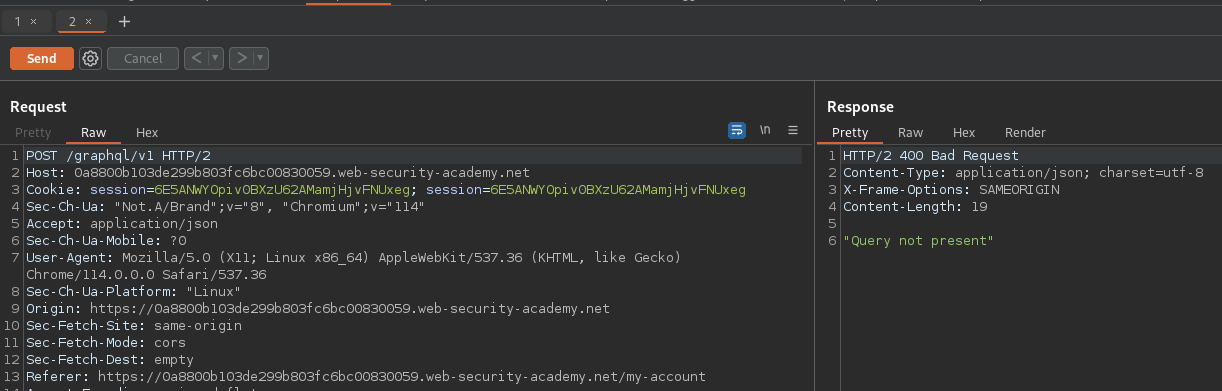 1 × 2 × +
Send Cancel < >
Request
Pretty Raw Hex \n
1 POST /graphql/v1 HTTP/2
2 Host: 0a8800b103de299b803fc6bc00830059.web-security-academy.net
3 Cookie: session=6E5ANWYOpivOBXzU62AMamjHjvFNUxeg; session=6E5ANWYOpivOBXzU62AMamjHjvFNUxeg
4 Sec-Ch-Ua: "Not.A/Brand";v="8", "Chromium";v="114"
5 Accept: application/json
6 Sec-Ch-Ua-Mobile: ?0
7 User-Agent: Mozilla/5.0 (X11; Linux x86_64) AppleWebKit/537.36 (KHTML, like Gecko)
Chrome/114.0.0.0 Safari/537.36
8 Sec-Ch-Ua-Platform: "Linux"
9 Origin: https://0a8800b103de299b803fc6bc00830059.web-security-academy.net
10 Sec-Fetch-Site: same-origin
11 Sec-Fetch-Mode: cors
12 Sec-Fetch-Dest: empty
13 Referer: https://0a8800b103de299b803fc6bc00830059.web-security-academy.net/my-account
Response
Pretty Raw Hex Render
1 HTTP/2 400 Bad Request
2 Content-Type: application/json; charset=utf-8
3 X-Frame-Options: SAMEORIGIN
4 Content-Length: 19
5
6 "Query not present"